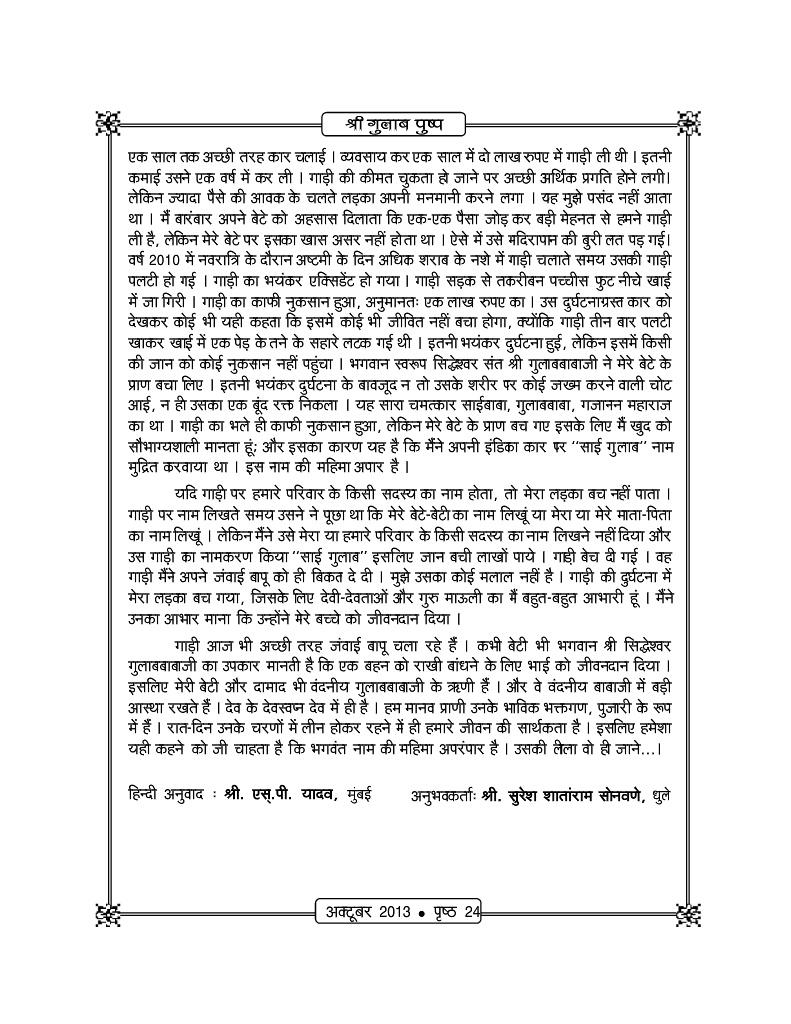 श्री गुलाब पुष्प
एक साल तक अच्छी तरह कार चलाई । व्यवसाय कर एक साल में दो लाख रुपए में गाड़ी ली थी । इतनी
कमाई उसने एक वर्ष में कर ली । गाड़ी की कीमत चुकता हो जाने पर अच्छी आर्थिक प्रगति होने लगी।
लेकिन ज्यादा पैसे की आवक के चलते लड़का अपनी मनमानी करने लगा । यह मुझे पसंद नहीं आता
था । मैं बारंबार अपने बेटे को अहसास दिलाता कि एक-एक पैसा जोड़ कर बड़ी मेहनत से हमने गाड़ी
ली है, लेकिन मेरे बेटे पर इसका खास असर नहीं होता था । ऐसे में उसे मदिरापान की बुरी लत पड़ गई।
वर्ष 2010 में नवरात्रि के दौरान अष्टमी के दिन अधिक शराब के नशे में गाड़ी चलाते समय उसकी गाड़ी
पलटी हो गई । गाड़ी का भयंकर एक्सिडेंट हो गया । गाड़ी सड़क से तकरीबन पच्चीस फुट नीचे खाई
में जा गिरी । गाड़ी का काफी नुकसान हुआ, अनुमानतः एक लाख रुपए का । उस दुर्घटनाग्रस्त कार को
देखकर कोई भी यही कहता कि इसमें कोई भी जीवित नहीं बचा होगा, क्योंकि गाड़ी तीन बार पलटी
खाकर खाई में एक पेड़ के तने के सहारे लटक गई थी । इतनी भयंकर दुर्घटना हुई, लेकिन इसमें किसी
की जान को कोई नुकसान नहीं पहुंचा । भगवान स्वरूप सिद्धेश्वर संत श्री गुलाबबाबाजी ने मेरे बेटे के
प्राण बचा लिए । इतनी भयंकर दुर्घटना के बावजूद न तो उसके शरीर पर कोई जख्म करने वाली चोट
आई, न ही उसका एक बूंद रक्त निकला । यह सारा चमत्कार साईबाबा, गुलाबबाबा, गजानन महाराज
का था । गाड़ी का भले ही काफी नुकसान हुआ, लेकिन मेरे बेटे के प्राण बच गए इसके लिए मैं खुद को
सौभाग्यशाली मानता हूं; और इसका कारण यह है कि मैंने अपनी इंडिका कार पर ‘‘साई गुलाब’’ नाम
मुद्रित करवाया था । इस नाम की महिमा अपार है ।
यदि गाड़ी पर हमारे परिवार के किसी सदस्य का नाम होता, तो मेरा लड़का बच नहीं पाता ।
गाड़ी पर नाम लिखते समय उसने ने पूछा था कि मेरे बेटे-बेटी का नाम लिखूं या मेरा या मेरे माता-पिता
का नाम लिखूं । लेकिन मैंने उसे मेरा या हमारे परिवार के किसी सदस्य का नाम लिखने नहीं दिया और
उस गाड़ी का नामकरण किया ‘‘साई गुलाब’’ इसलिए जान बची लाखों पाये । गाड़ी बेच दी गई । वह
गाड़ी मैंने अपने जंवाई बापू को ही बिकत दे दी । मुझे उसका कोई मलाल नहीं है । गाड़ी की दुर्घटना में
मेरा लड़का बच गया, जिसके लिए देवी-देवताओं और गुरु माऊली का मैं बहुत-बहुत आभारी हूं । मैंने
उनका आभार माना कि उन्होंने मेरे बच्चे को जीवनदान दिया ।
गाड़ी आज भी अच्छी तरह जंवाई बापू चला रहे हैं । कभी बेटी भी भगवान श्री सिद्धेश्वर
गुलाबबाबाजी का उपकार मानती है कि एक बहन को राखी बांधने के लिए भाई को जीवनदान दिया ।
इसलिए मेरी बेटी और दामाद भी वंदनीय गुलाबबाबाजी के ऋणी हैं । और वे वंदनीय बाबाजी में बड़ी
आस्था रखते हैं । देव के देवस्वप्न देव में ही है । हम मानव प्राणी उनके भाविक भक्तगण, पुजारी के रूप
में हैं । रात-दिन उनके चरणों में लीन होकर रहने में ही हमारे जीवन की सार्थकता है । इसलिए हमेशा
यही कहने को जी चाहता है कि भगवंत नाम की महिमा अपरंपार है । उसकी लीला वो ही जाने...।
हिन्दी अनुवाद : श्री. एस्.पी. यादव, मुंबई अनुभवकर्ताः श्री. सुरेश शातांराम सोनवणे, धुले
अक्टूबर 2013 ● पृष्ठ 24